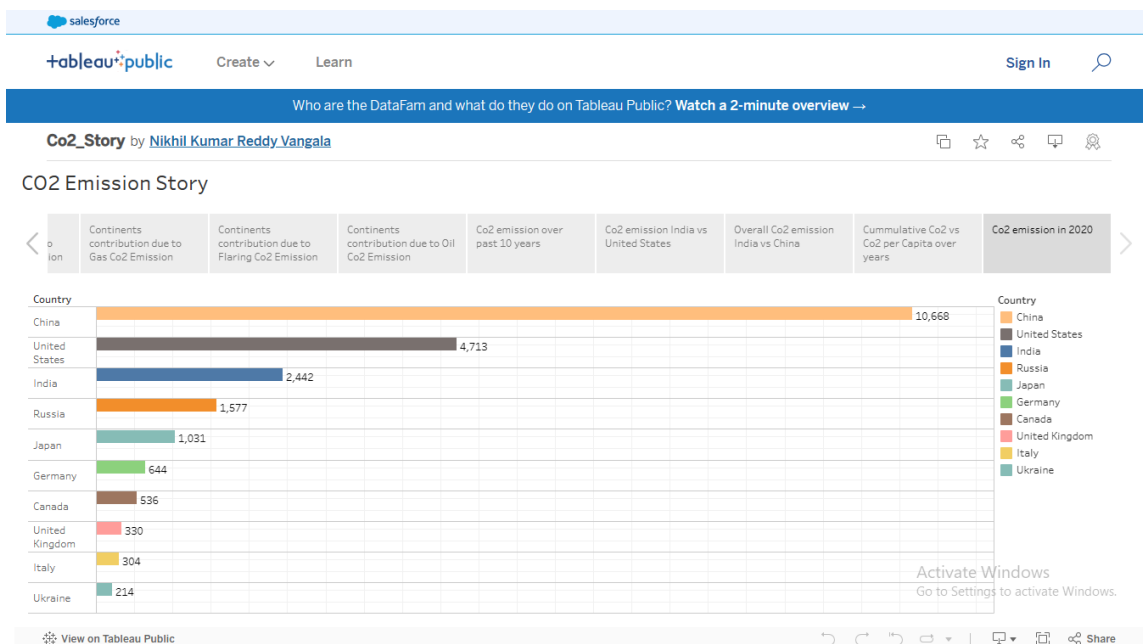 salesforce
+ableau public
Create
Learn
Sign In
Who are the DataFam and what do they do on Tableau Public? Watch a 2-minute overview →
Co2_Story by Nikhil Kumar Reddy Vangala
CO2 Emission Story
o
ion
Continents
contribution due to
Gas Co2 Emission
Continents
contribution due to
Flaring Co2 Emission
Continents
contribution due to Oil
Co2 Emission
Co2 emission over
past 10 years
Co2 emission India vs
United States
Overall Co2 emission
India vs China
Cummulative Co2 vs
Co2 per Capita over
years
Co2 emission in 2020
Country
China
10,668
United
States
4,713
India
2,442
Russia
1,577
Japan
1,031
Germany
644
Canada
536
United
Kingdom
330
Italy
304
Ukraine
214
Country
China
United States
India
Russia
Japan
Germany
Canada
United Kingdom
Italy
Ukraine
Activate Windows
Go to Settings to activate Windows.
View on Tableau Public
Share